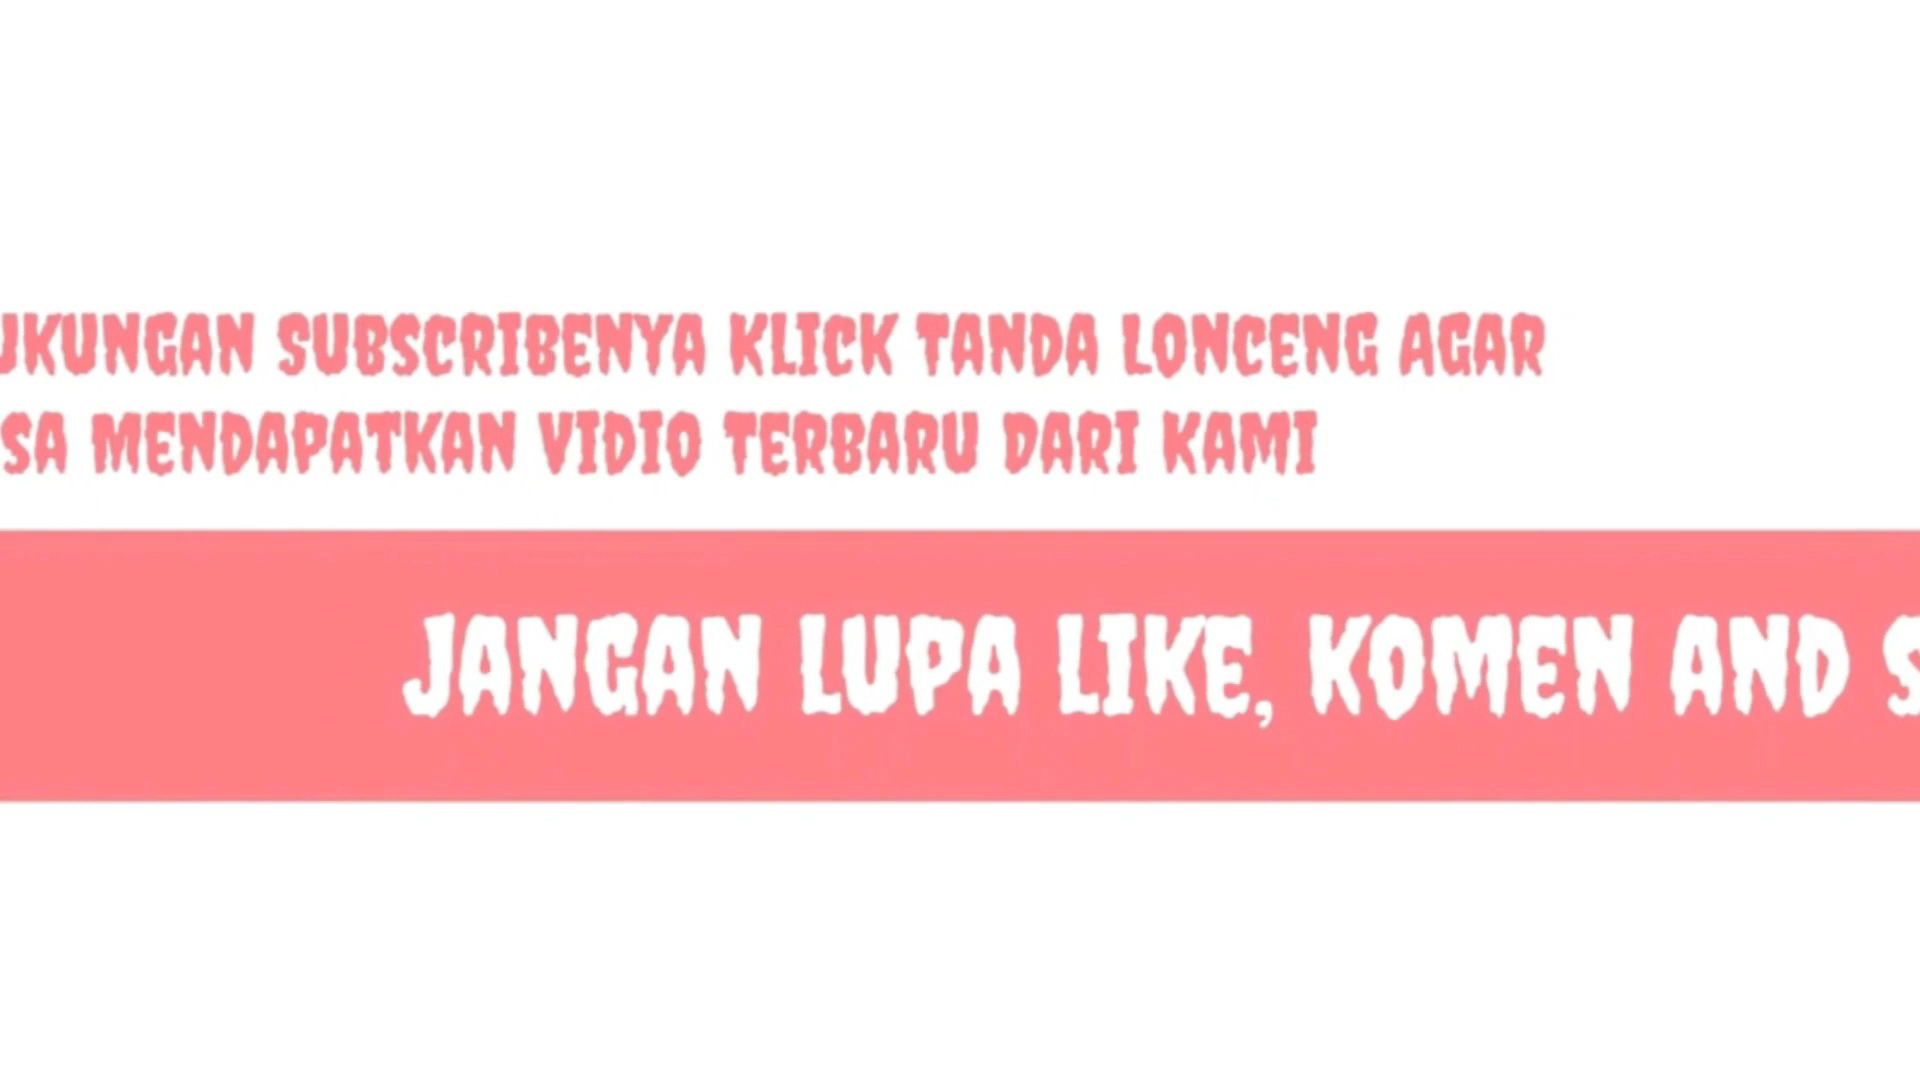 UKUNGAN SUBSCRIBENYA KLICK TANDA LONCENG AGAR
SA MENDAPATKAN VIDIO TERBARU DARI KAMI
JANGAN LUPA LIKE, KOMEN AND S